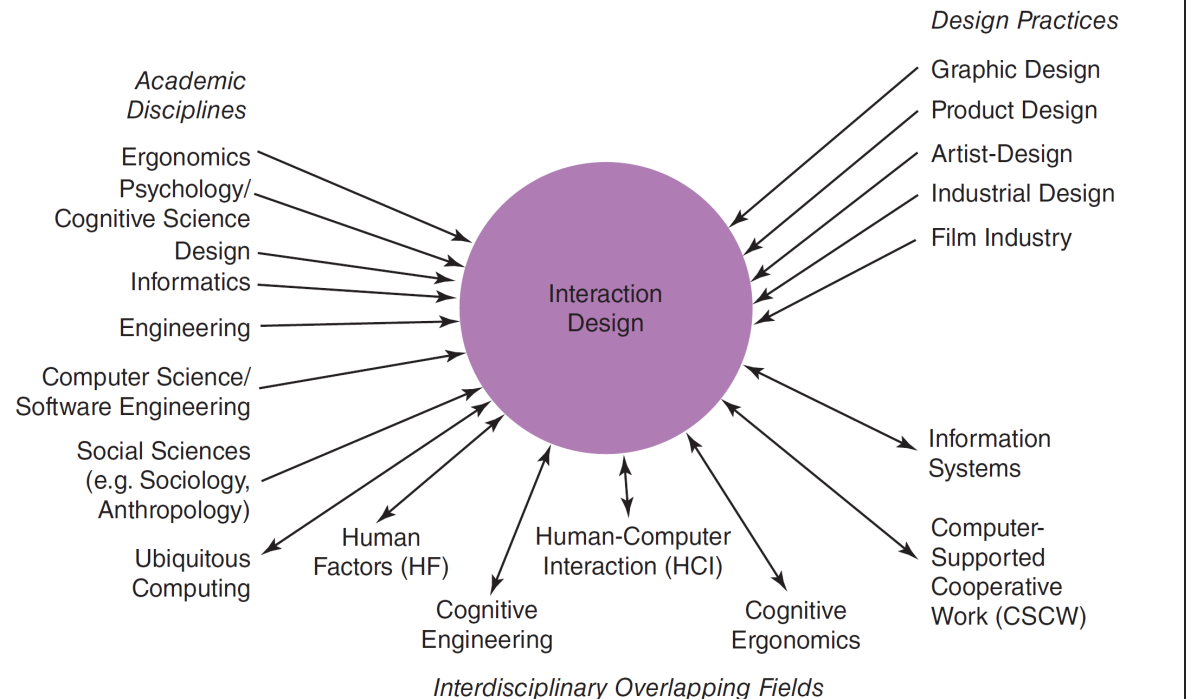 Design Practices
Graphic Design
Product Design
Artist-Design
Industrial Design
Film Industry
Academic
Disciplines
Ergonomics
Psychology/
Cognitive Science
Design
Informatics
Engineering
Computer Science/
Software Engineering
Social Sciences
(e.g. Sociology,
Anthropology)
Ubiquitous
Computing
Interaction
Design
Human
Factors (HF)
Cognitive
Engineering
Human-Computer
Interaction (HCI)
Cognitive
Ergonomics
Information
Systems
Computer-
Supported
Cooperative
Work (CSCW)
Interdisciplinary Overlapping Fields